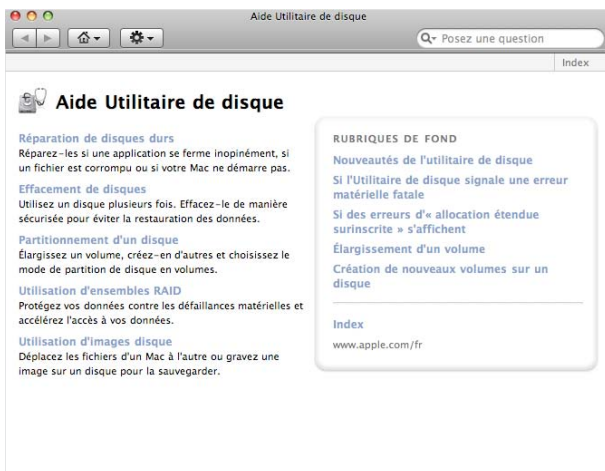 Aide Utilitaire de disque
Posez une question
Index
Aide Utilitaire de disque
Réparation de disques durs
Réparez-les si une application se ferme inopinément, si
un fichier est corrompu ou si votre Mac ne démarre pas.
Effacement de disques
Utilisez un disque plusieurs fois. Effacez-le de manière
sécurisée pour éviter la restauration des données.
Partitionnement d'un disque
Élargissez un volume, créez-en d'autres et choisissez le
mode de partition de disque en volumes.
Utilisation d'ensembles RAID
Protégez vos données contre les défaillances matérielles et
accélérez l'accès à vos données.
Utilisation d'images disque
Déplacez les fichiers d'un Mac à l'autre ou gravez une
image sur un disque pour la sauvegarder.
RUBRIQUES DE FOND
Nouveautés de l'utilitaire de disque
Si l'Utilitaire de disque signale une erreur
matérielle fatale
Si des erreurs d'« allocation étendue
surinscrite » s'affichent
Élargissement d'un volume
Création de nouveaux volumes sur un
disque
Index
www.apple.com/fr